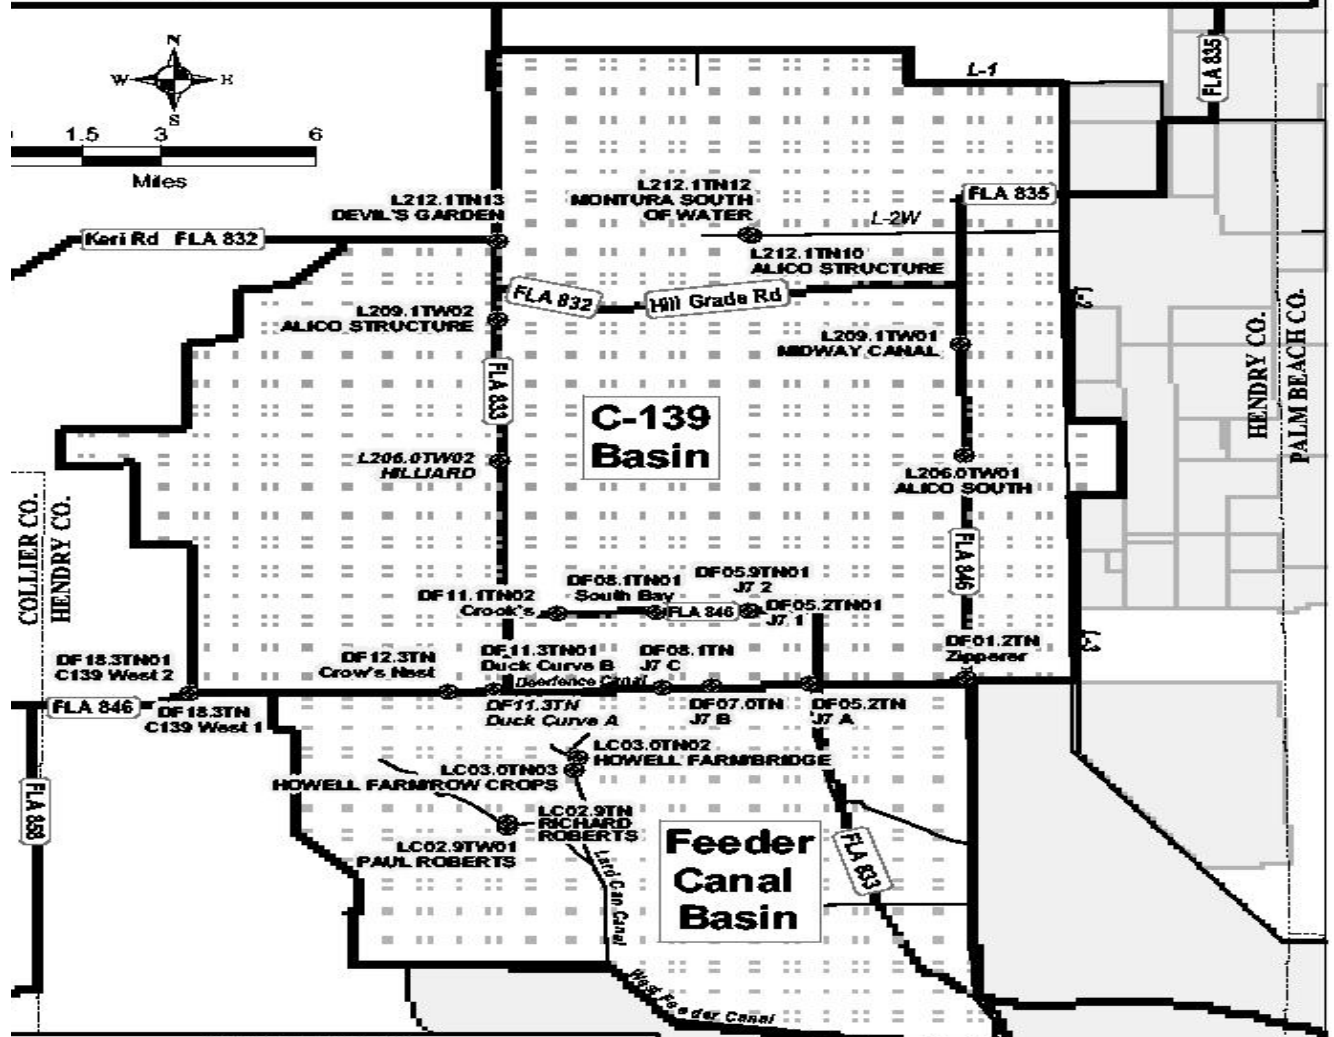 N
W
S
1.5 3 6
Miles
FLA 835
L-1
L212.1TN13
DEVIL'S GARDEN
L212.1TN12
MONTURA SOUTH
OF WATER
FLA 835
L-2W
Keri Rd FLA 832
L212.1TN10
ALICO STRUCTURE
FLA 832
Hill Grade Rd
L-2
L209.1TW02
ALICO STRUCTURE
L209.1TW01
MIDWAY CANAL
HENDRY CO.
PALM BEACH CO.
FLA 833
C-139
Basin
L206.0TW02
HILLIARD
L206.0TW01
ALICO SOUTH
COLLIER CO.
HENDRY CO.
FLA 846
DF11.1TN02
Crook's
DF08.1TN01
South Bay
DF05.9TN01
J7 2
FLA 846
DF05.2TN01
J7 1
L-3
DF18.3TN01
C139 West 2
DF12.3TN
Crow's Nest
DF11.3TN01
Duck Curve B
DF08.1TN
J7 C
DF01.2TN
Zipperer
Deerfence Canal
FLA 846
DF18.3TN
C139 West 1
DF11.3TN
Duck Curve A
DF07.0TN
J7 B
DF05.2TN
J7 A
LC03.0TN02
HOWELL FARM/BRIDGE
LC03.0TN03
HOWELL FARM/ROW CROPS
LC02.9TN
RICHARD
ROBERTS
LC02.9TW01
PAUL ROBERTS
FLA 833
Feeder
Canal
Basin
Lard Can Canal
West Feeder Canal